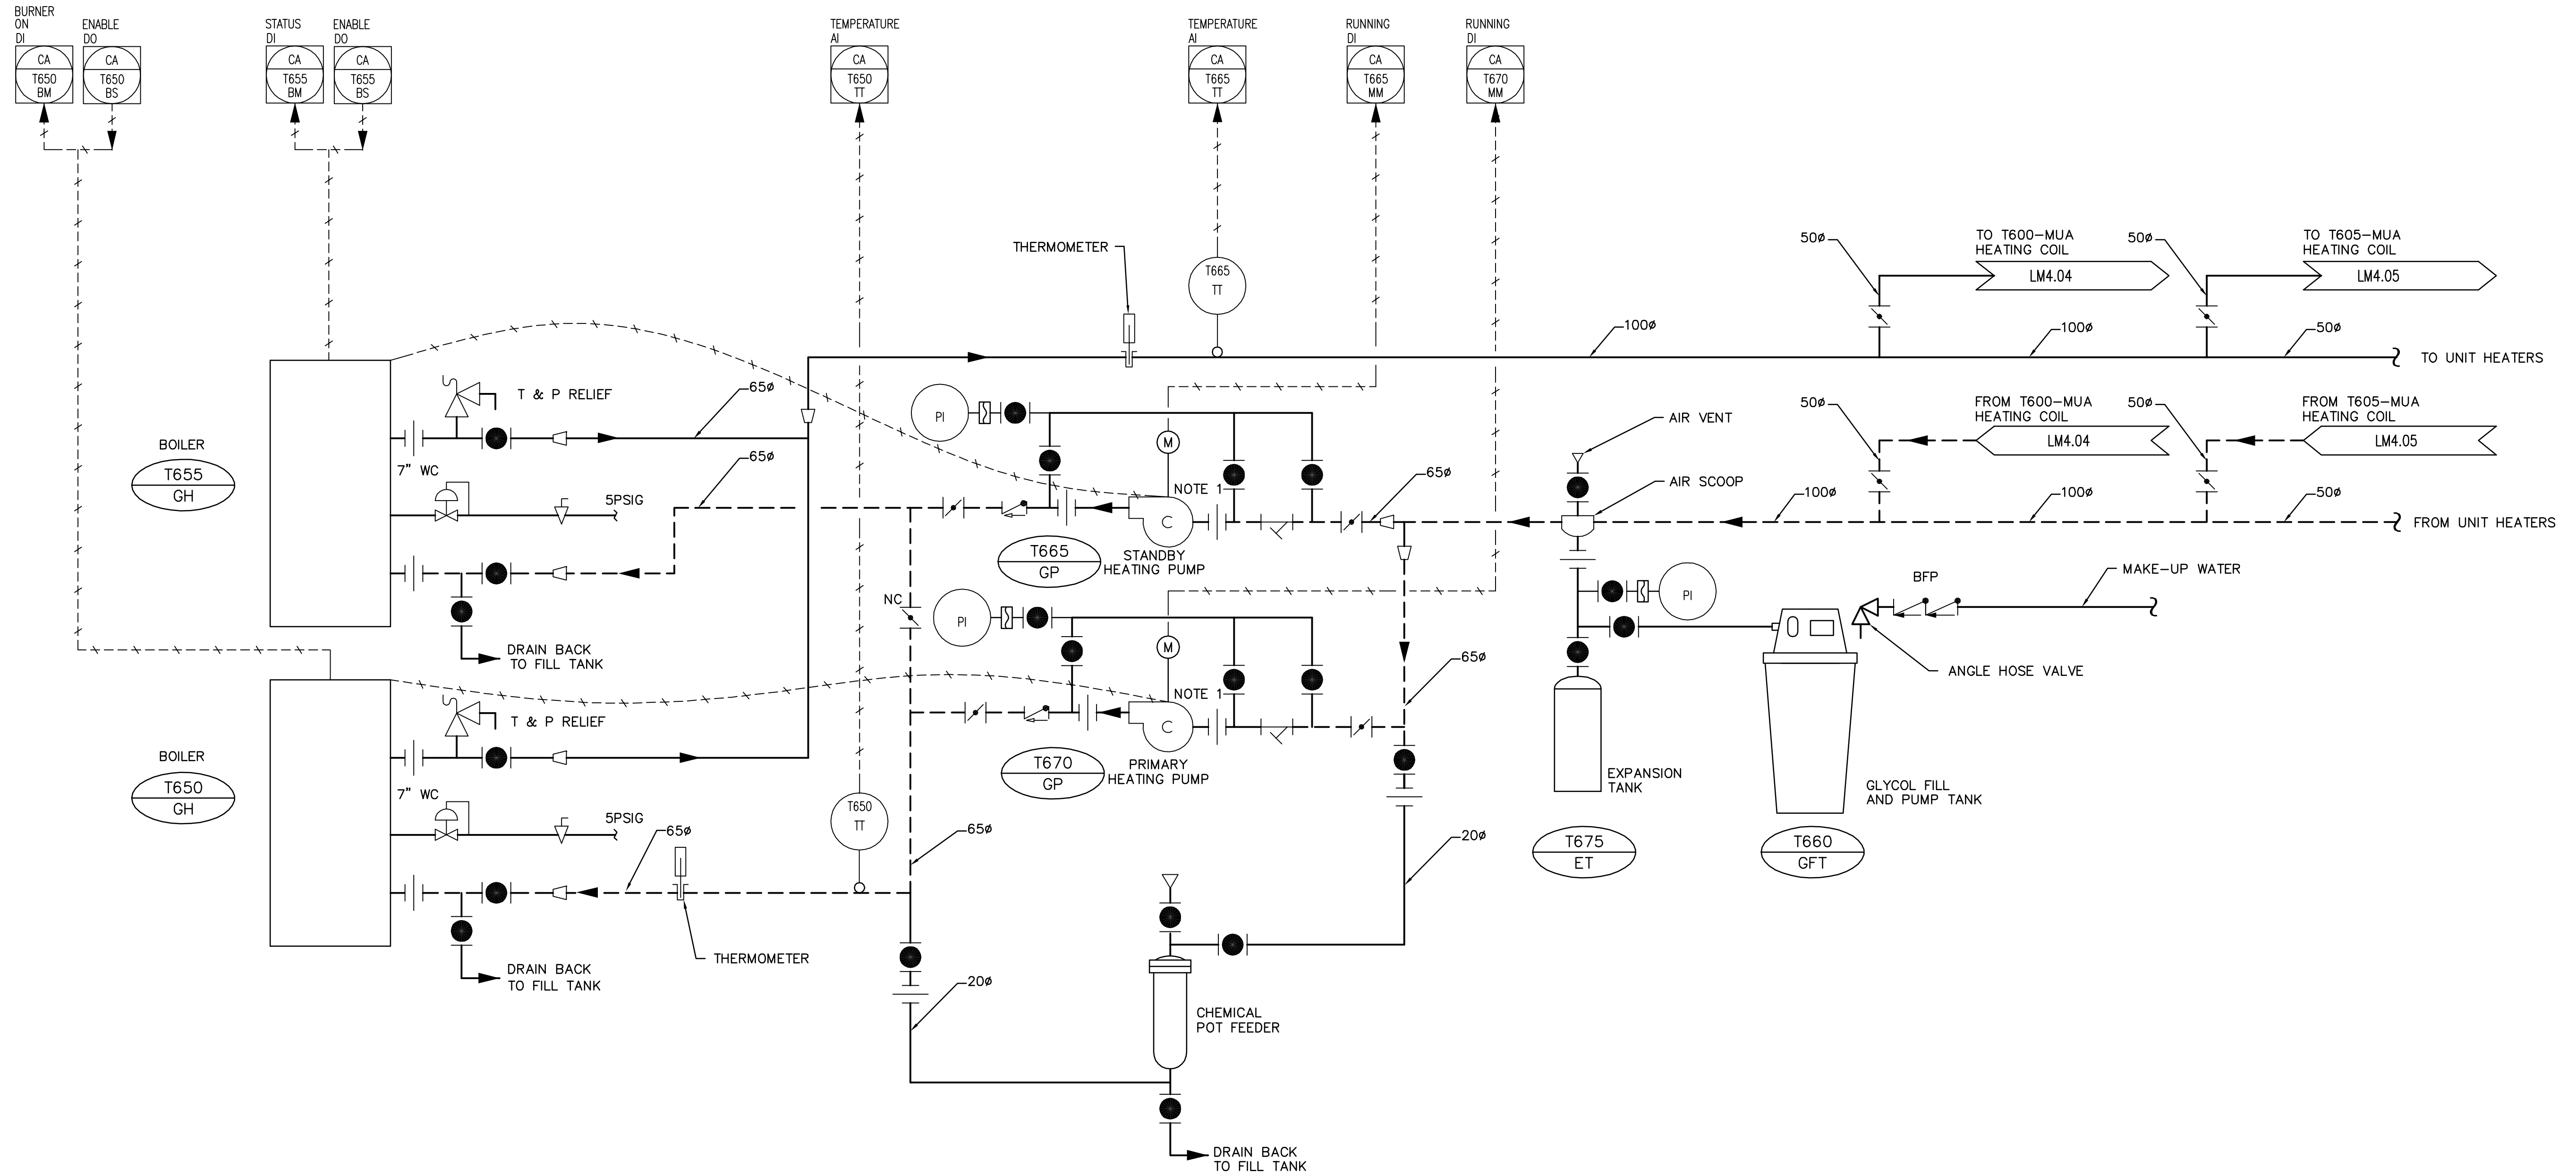 BURNER
ON
DI
ENABLE
DO
STATUS
DI
ENABLE
DO
TEMPERATURE
AI
TEMPERATURE
AI
RUNNING
DI
RUNNING
DI
CA
T650
BM
CA
T650
BS
CA
T655
BM
CA
T655
BS
CA
T650
TT
CA
T665
TT
CA
T665
MM
CA
T670
MM
THERMOMETER
T665
TT
50ø
TO T600-MUA
HEATING COIL
LM4.04
50ø
TO T605-MUA
HEATING COIL
LM4.05
100ø
100ø
50ø
TO UNIT HEATERS
T & P RELIEF
65ø
PI
M
AIR VENT
50ø
FROM T600-MUA
HEATING COIL
LM4.04
50ø
FROM T605-MUA
HEATING COIL
LM4.05
BOILER
T655
GH
7" WC
65ø
5PSIG
NOTE 1
C
65ø
AIR SCOOP
100ø
100ø
50ø
FROM UNIT HEATERS
T665
GP
STANDBY
HEATING PUMP
NC
PI
M
PI
BFP
MAKE-UP WATER
DRAIN BACK
TO FILL TANK
65ø
ANGLE HOSE VALVE
T & P RELIEF
NOTE 1
C
BOILER
T650
GH
7" WC
5PSIG
65ø
T670
GP
PRIMARY
HEATING PUMP
T650
TT
65ø
20ø
EXPANSION
TANK
GLYCOL FILL
AND PUMP TANK
T675
ET
T660
GFT
THERMOMETER
DRAIN BACK
TO FILL TANK
20ø
CHEMICAL
POT FEEDER
DRAIN BACK
TO FILL TANK